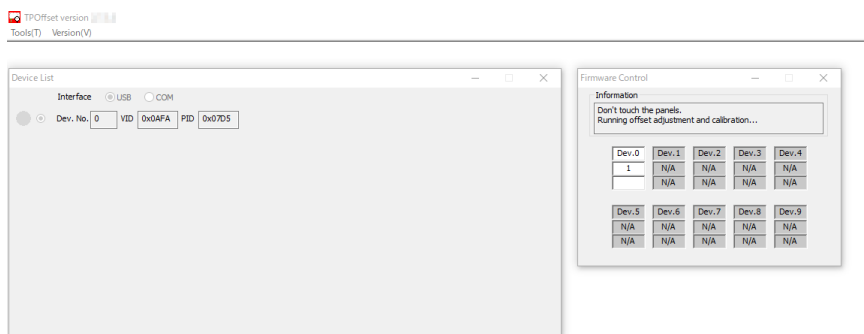 TPOffset version
Tools(T) Version(V)
Device List
Interface USB COM
Dev. No. 0 VID 0x0AFA PID 0x07D5
Firmware Control
Information
Don't touch the panels.
Running offset adjustment and calibration...
Dev.0 Dev.1 Dev.2 Dev.3 Dev.4
1 N/A N/A N/A N/A
N/A N/A N/A N/A
Dev.5 Dev.6 Dev.7 Dev.8 Dev.9
N/A N/A N/A N/A N/A
N/A N/A N/A N/A N/A